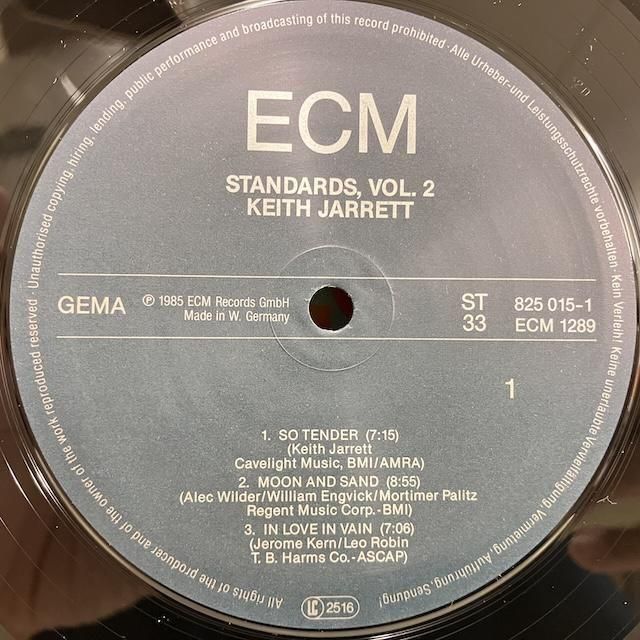 ECM
STANDARDS, VOL. 2
KEITH JARRETT
GEMA
℗ 1985 ECM Records GmbH
Made in W. Germany
ST
33
825 015-1
ECM 1289
1
1. SO TENDER (7:15)
(Keith Jarrett
Cavelight Music, BMI/AMRA)
2. MOON AND SAND (8:55)
(Alec Wilder/William Engvick/Mortimer Palitz
Regent Music Corp.-BMI)
3. IN LOVE IN VAIN (7:06)
(Jerome Kern/Leo Robin
T. B. Harms Co.-ASCAP)
LC 2516
All rights of the producer and of the owner of the work reproduced reserved · Unauthorised copying, hiring, lending, public performance and broadcasting of this record prohibited · Alle Urheber- und Leistungsschutzrechte vorbehalten · Kein Verleih! Keine unerlaubte Vervielfältigung, Vermietung, Aufführung, Sendung!